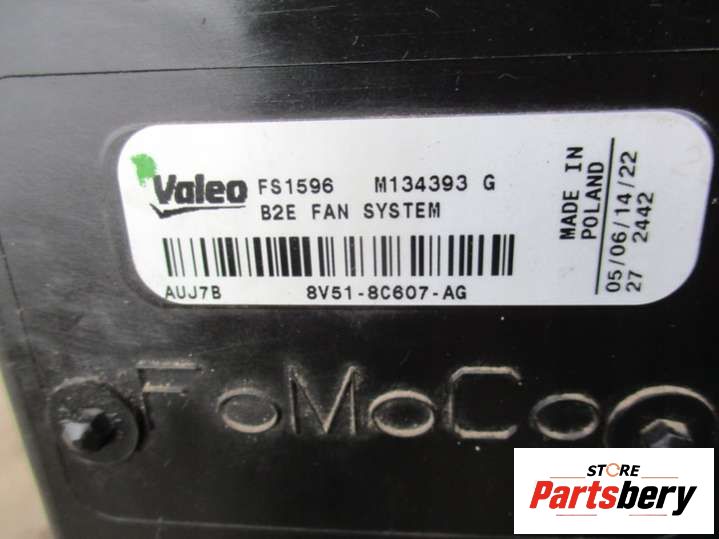 Valeo FS1596 M134393 G
B2E FAN SYSTEM
AUJ7B 8V51-8C607-AG
MADE IN
POLAND
05/06/14/22
27 2442
FoMoCo
STORE
Partsbery